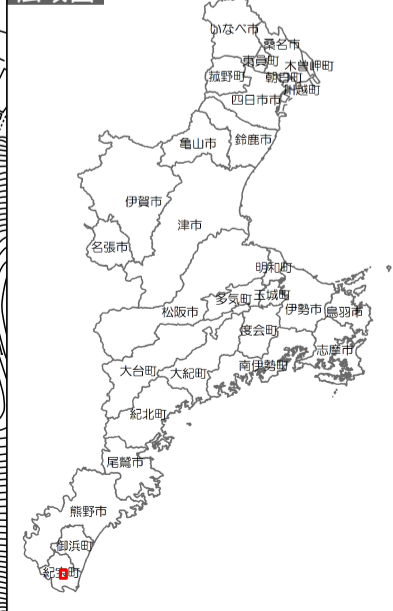 いなべ市
桑名市
東員町
木曽岬町
菰野町
朝日町
川越町
四日市市
亀山市
鈴鹿市
伊賀市
津市
名張市
明和町
多気町
玉城町
松阪市
伊勢市
鳥羽市
度会町
志摩市
大台町
大紀町
南伊勢町
紀北町
尾鷲市
熊野市
御浜町
紀宝町